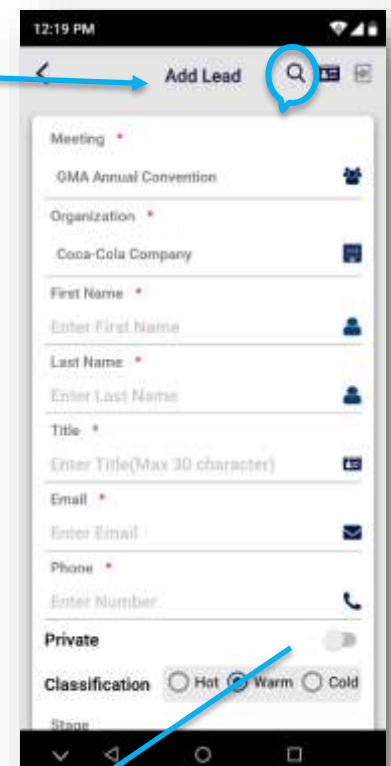 12:19 PM
Add Lead
Meeting *
GMA Annual Convention
Organization *
Coca-Cola Company
First Name *
Enter First Name
Last Name *
Enter Last Name
Title *
Enter Title(Max 30 character)
Email *
Enter Email
Phone *
Enter Number
Private
Classification Hot Warm Cold
Stage